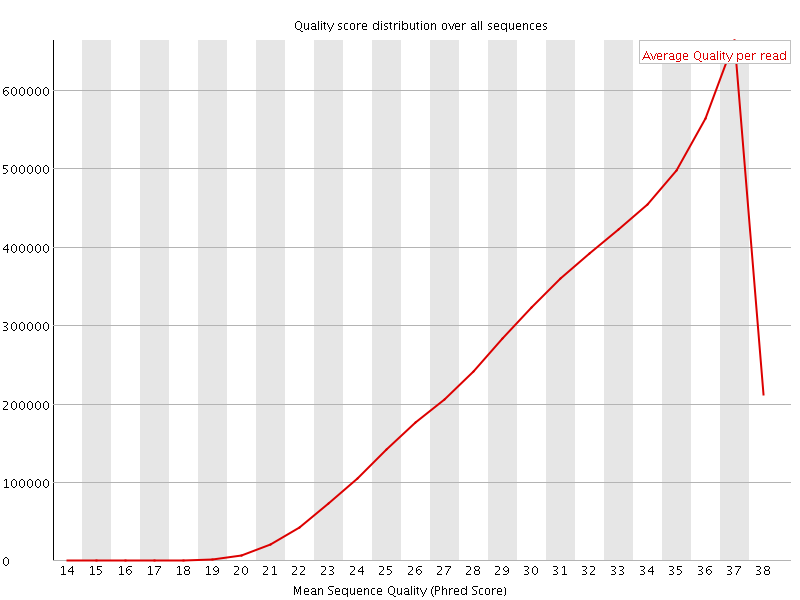 Quality score distribution over all sequences
Average Quality per read
600000
500000
400000
300000
200000
100000
0
14 15 16 17 18 19 20 21 22 23 24 25 26 27 28 29 30 31 32 33 34 35 36 37 38
Mean Sequence Quality (Phred Score)